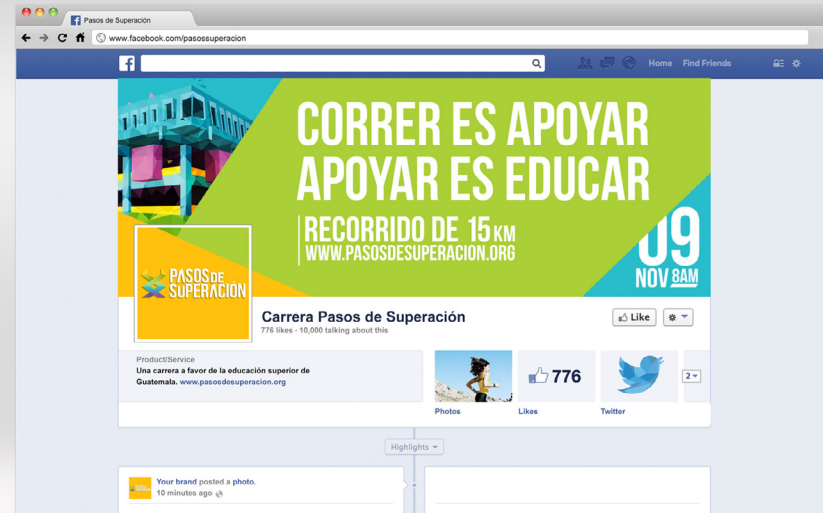 Pasos de Superación
www.facebook.com/pasossuperacion
f
Home Find Friends
CORRER ES APOYAR
APOYAR ES EDUCAR
RECORRIDO DE 15 KM
WWW.PASOSDESUPERACION.ORG
09
NOV 8AM
PASOS DE
SUPERACIÓN
Carrera Pasos de Superación
776 likes · 10,000 talking about this
Like
Product/Service
Una carrera a favor de la educación superior de
Guatemala. www.pasosdesuperacion.org
776
2
Photos Likes Twitter
Highlights
Your brand posted a photo.
10 minutes ago